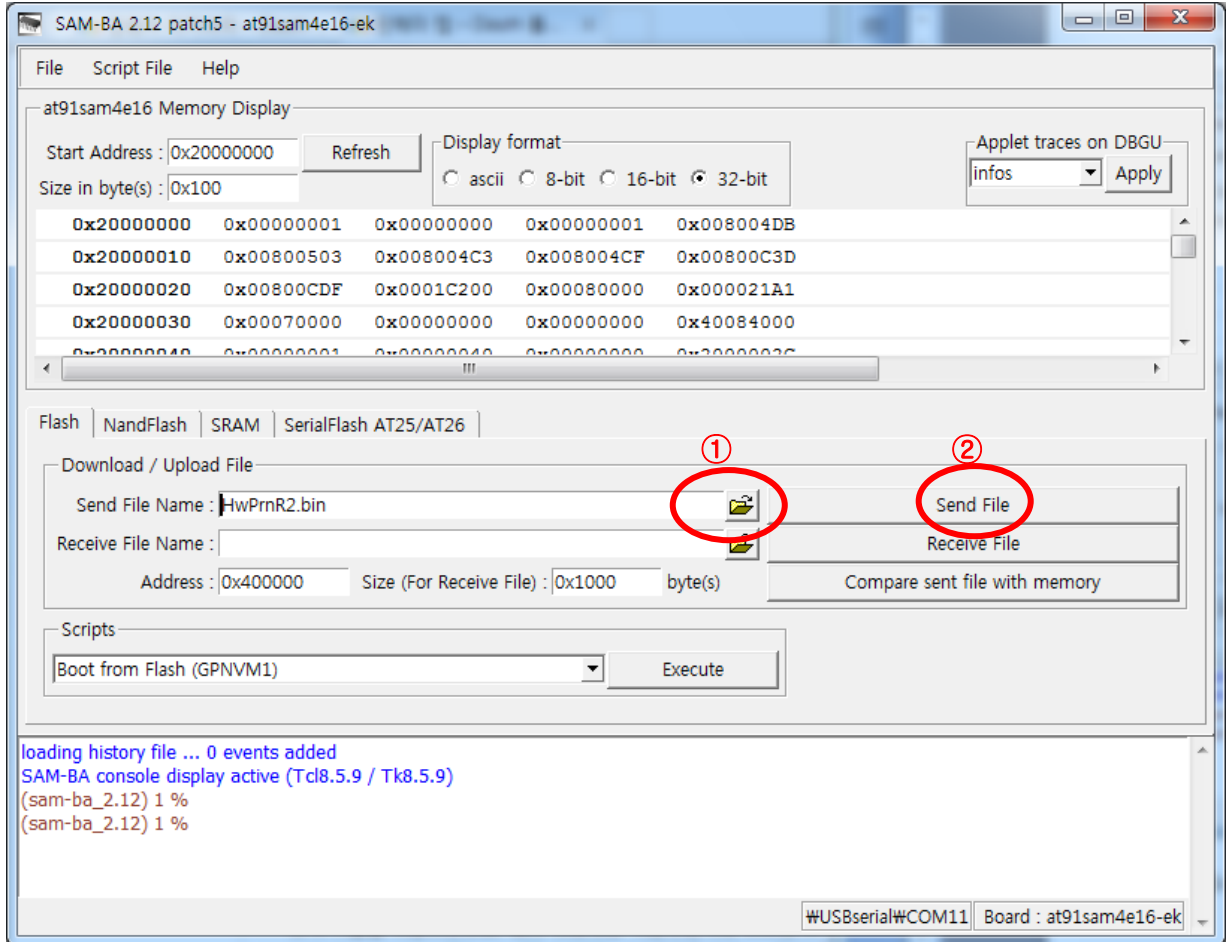 SAM-BA 2.12 patch5 - at91sam4e16-ek
File Script File Help
at91sam4e16 Memory Display
Start Address : 0x20000000 Refresh Display format Applet traces on DBGU
Size in byte(s) : 0x100 ascii 8-bit 16-bit 32-bit infos Apply
0x20000000 0x00000001 0x00000000 0x00000001 0x008004DB
0x20000010 0x00800503 0x008004C3 0x008004CF 0x00800C3D
0x20000020 0x00800CDF 0x0001C200 0x00080000 0x000021A1
0x20000030 0x00070000 0x00000000 0x00000000 0x40084000
0x20000040 0x00000001 0x00000040 0x00000000 0x2000003C
Flash NandFlash SRAM SerialFlash AT25/AT26
① ②
Download / Upload File
Send File Name : HwPrnR2.bin Send File
Receive File Name : Receive File
Address : 0x400000 Size (For Receive File) : 0x1000 byte(s) Compare sent file with memory
Scripts
Boot from Flash (GPNVM1) Execute
loading history file ... 0 events added
SAM-BA console display active (Tcl8.5.9 / Tk8.5.9)
(sam-ba_2.12) 1 %
(sam-ba_2.12) 1 %
₩USBserial₩COM11 Board : at91sam4e16-ek